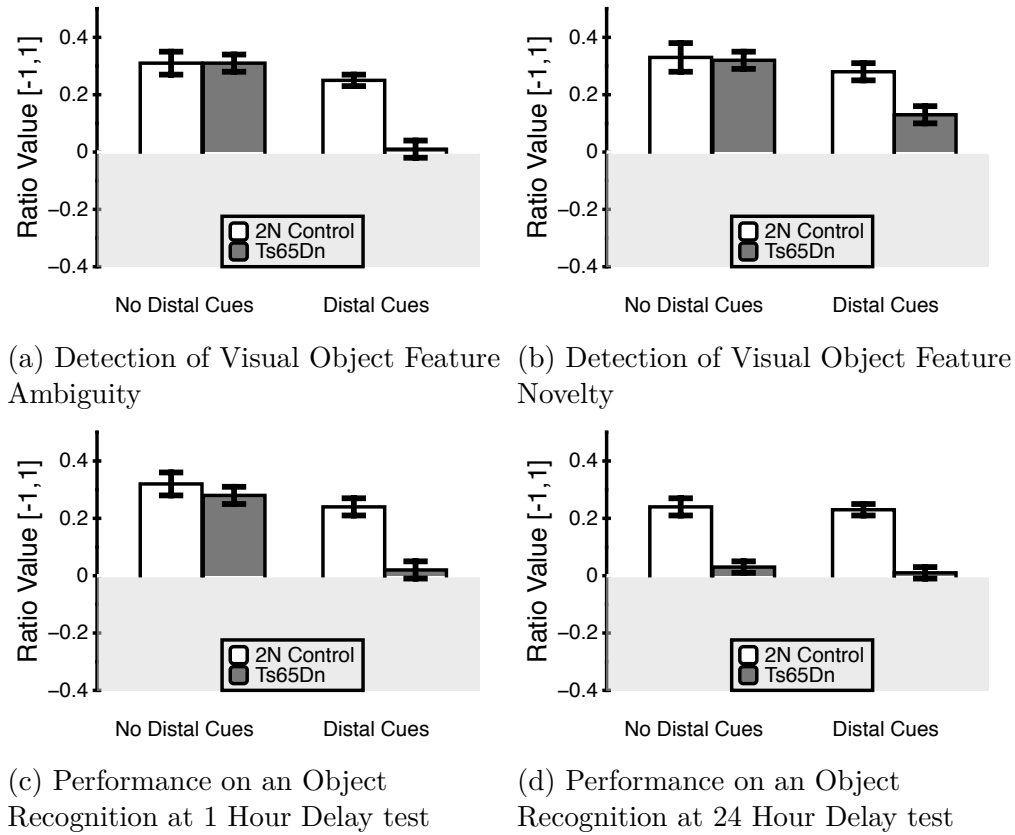 Ratio Value [-1,1]
0.4
0.2
0
−0.2
−0.4
2N Control
Ts65Dn
No Distal Cues Distal Cues
(a) Detection of Visual Object Feature
Ambiguity
Ratio Value [-1,1]
0.4
0.2
0
−0.2
−0.4
2N Control
Ts65Dn
No Distal Cues Distal Cues
(b) Detection of Visual Object Feature
Novelty
Ratio Value [-1,1]
0.4
0.2
0
−0.2
−0.4
2N Control
Ts65Dn
No Distal Cues Distal Cues
(c) Performance on an Object
Recognition at 1 Hour Delay test
Ratio Value [-1,1]
0.4
0.2
0
−0.2
−0.4
2N Control
Ts65Dn
No Distal Cues Distal Cues
(d) Performance on an Object
Recognition at 24 Hour Delay test